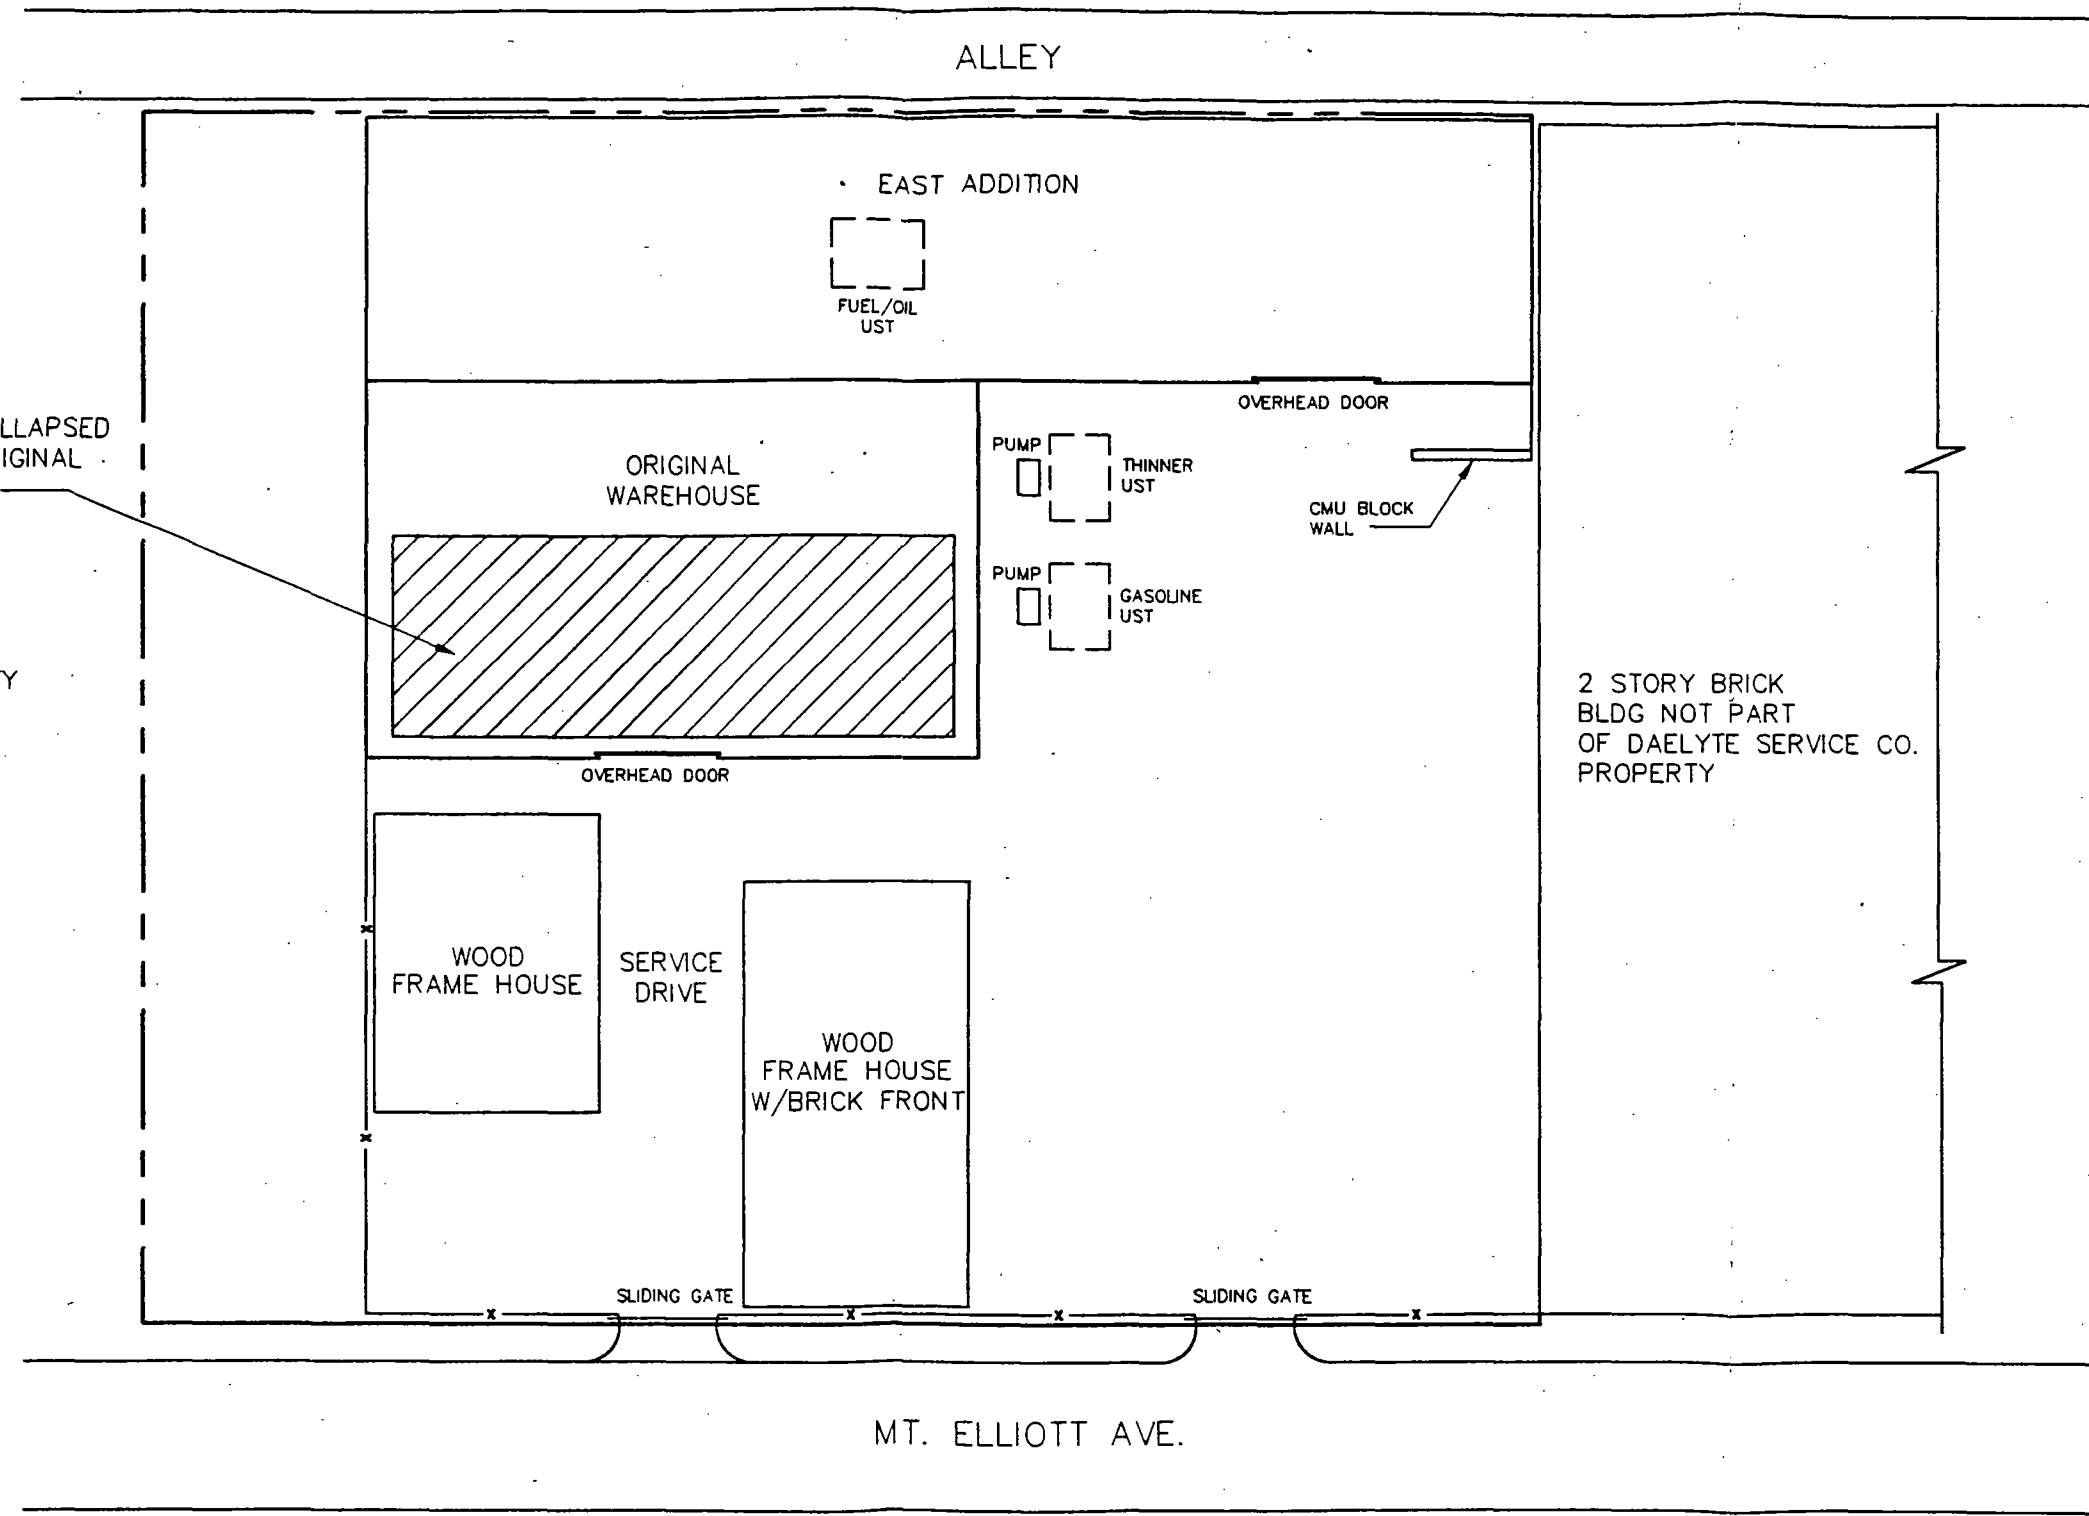 ALLEY
EAST ADDITION
FUEL/OIL
UST
OVERHEAD DOOR
LLAPSED
IGINAL
ORIGINAL
WAREHOUSE
PUMP
THINNER
UST
CMU BLOCK
WALL
PUMP
GASOLINE
UST
Y
2 STORY BRICK
BLDG NOT PART
OF DAELYTE SERVICE CO.
PROPERTY
OVERHEAD DOOR
WOOD
FRAME HOUSE
SERVICE
DRIVE
WOOD
FRAME HOUSE
W/BRICK FRONT
SLIDING GATE
SLIDING GATE
MT. ELLIOTT AVE.